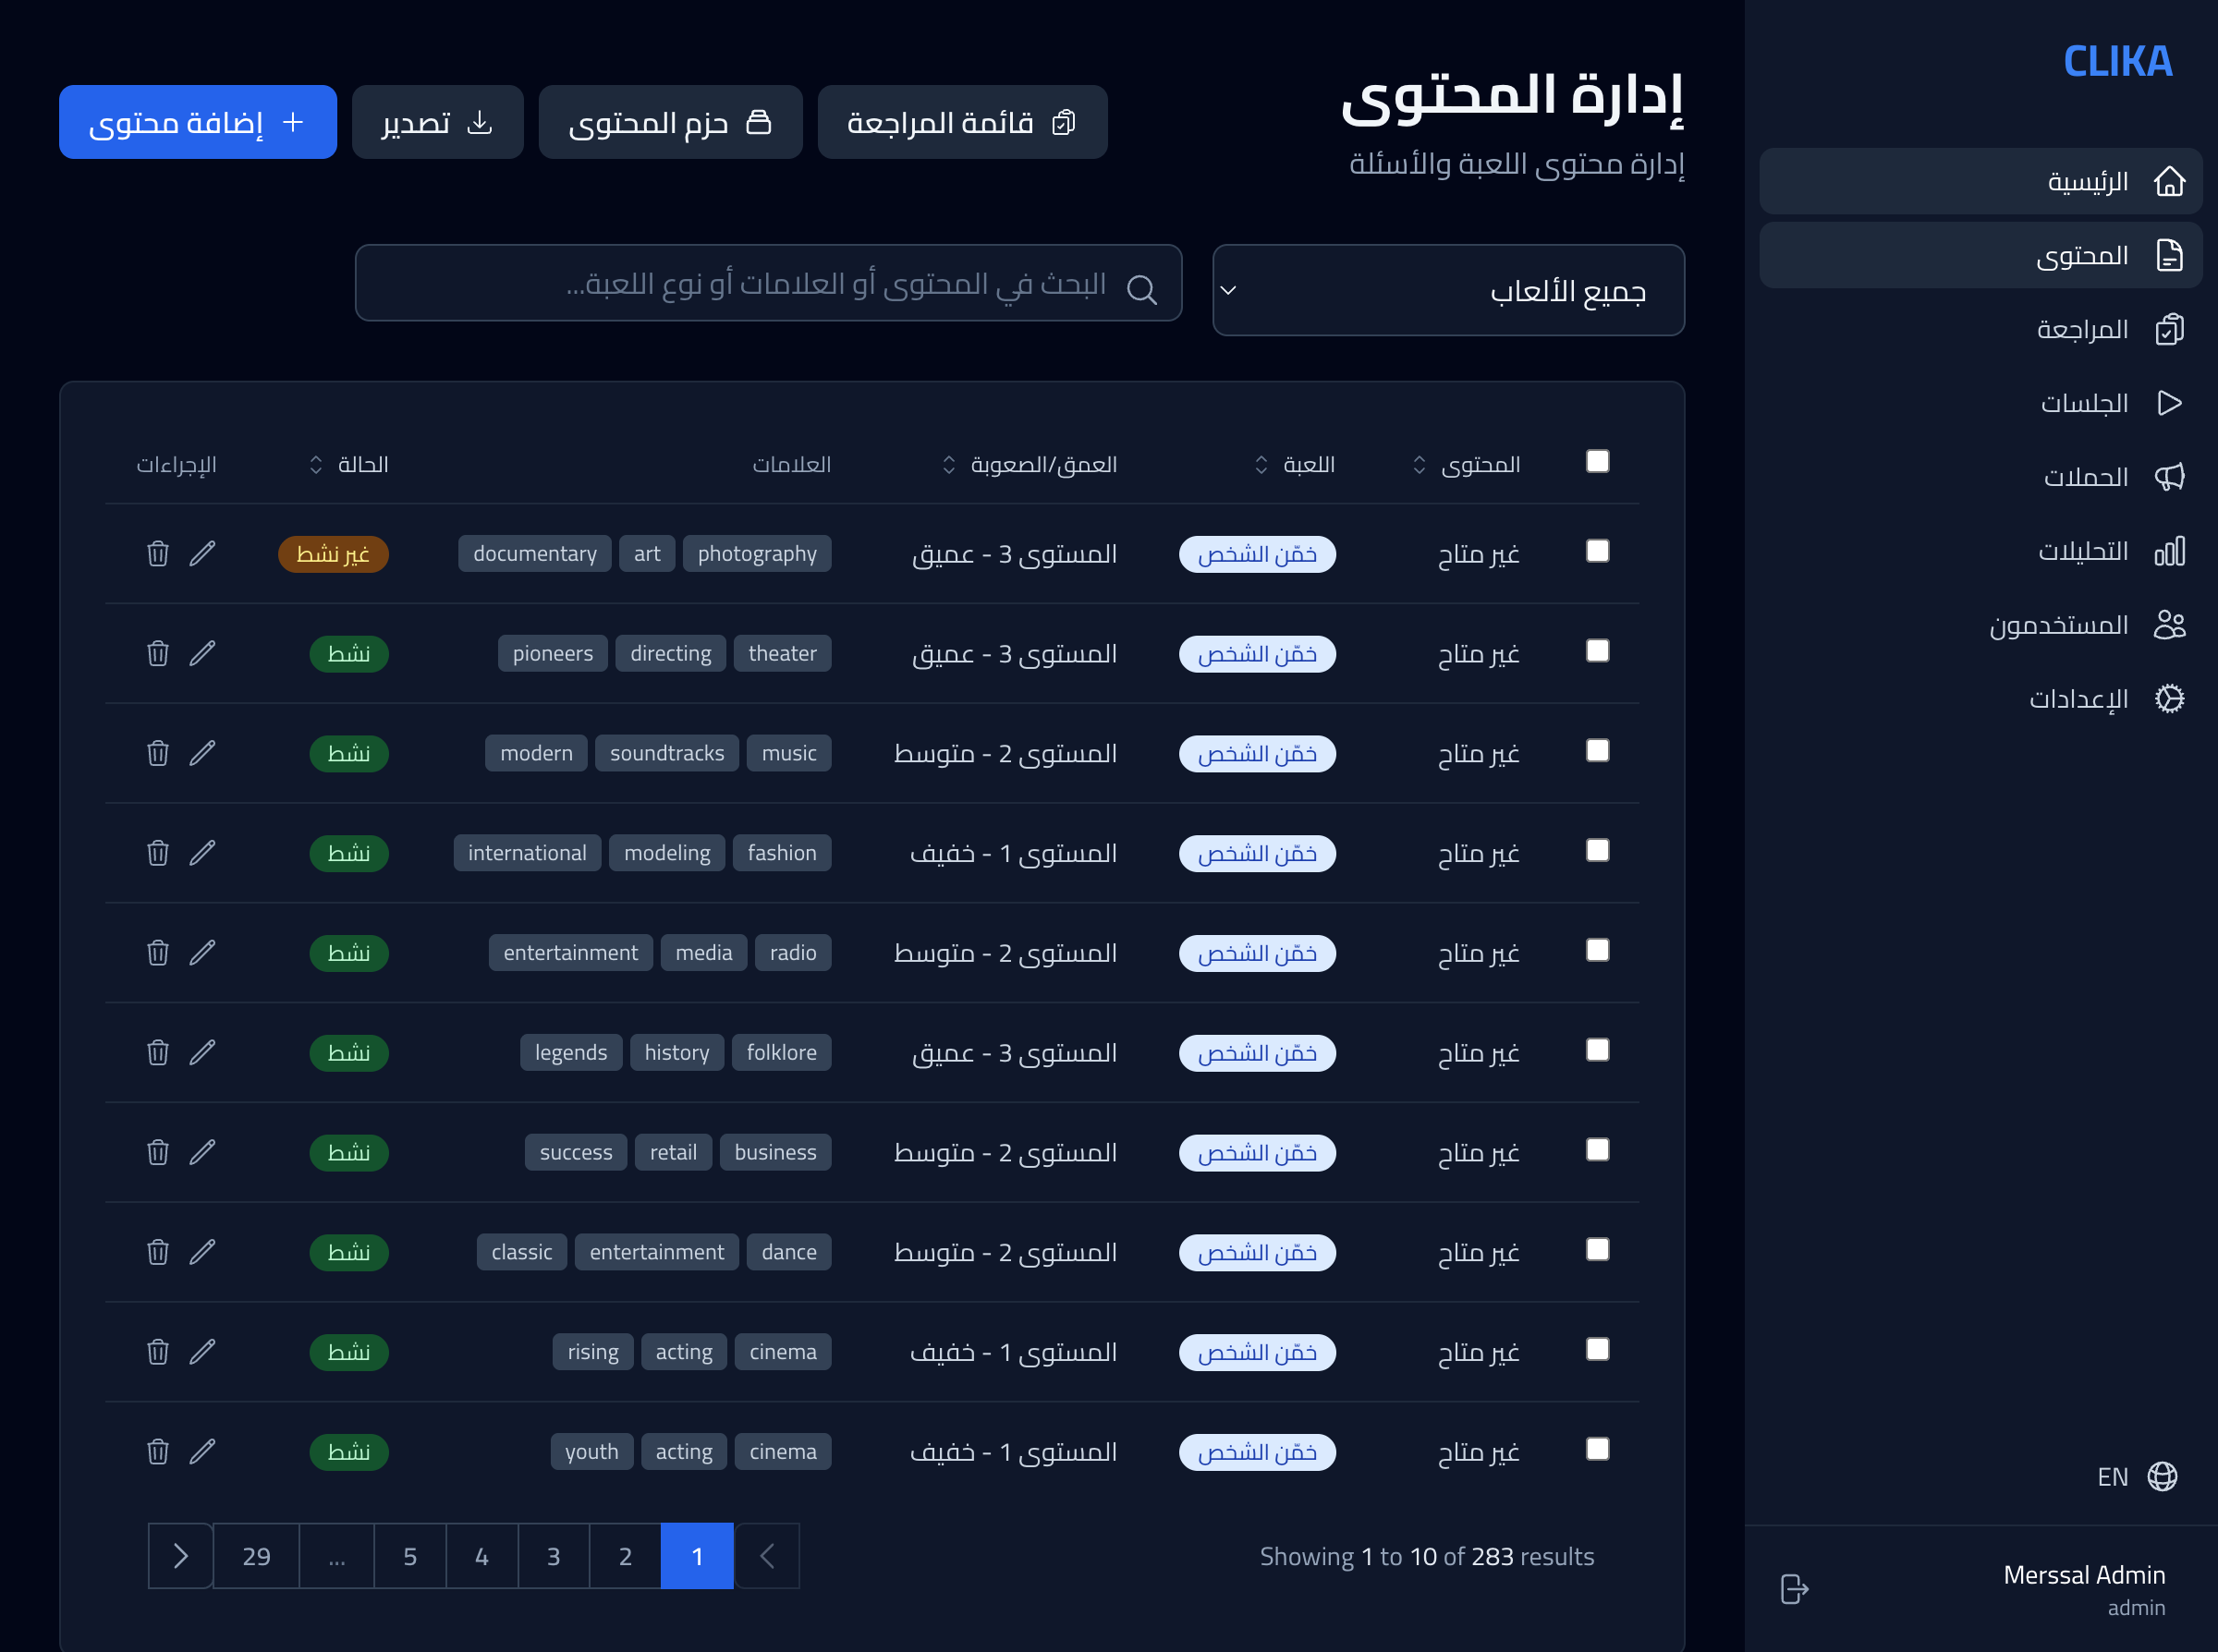 CLIKA
الرئيسية
المحتوى
المراجعة
الجلسات
الحملات
التحليلات
المستخدمون
الإعدادات
EN
Merssal Admin
admin
إدارة المحتوى
إدارة محتوى اللعبة والأسئلة
قائمة المراجعة
حزم المحتوى
تصدير
إضافة محتوى
جميع الألعاب
البحث في المحتوى أو العلامات أو نوع اللعبة...
المحتوى اللعبة العمق/الصعوبة العلامات الحالة الإجراءات
غير متاح خمّن الشخص المستوى 3 - عميق photography art documentary غير نشط
غير متاح خمّن الشخص المستوى 3 - عميق theater directing pioneers نشط
غير متاح خمّن الشخص المستوى 2 - متوسط music soundtracks modern نشط
غير متاح خمّن الشخص المستوى 1 - خفيف fashion modeling international نشط
غير متاح خمّن الشخص المستوى 2 - متوسط radio media entertainment نشط
غير متاح خمّن الشخص المستوى 3 - عميق folklore history legends نشط
غير متاح خمّن الشخص المستوى 2 - متوسط business retail success نشط
غير متاح خمّن الشخص المستوى 2 - متوسط dance entertainment classic نشط
غير متاح خمّن الشخص المستوى 1 - خفيف cinema acting rising نشط
غير متاح خمّن الشخص المستوى 1 - خفيف cinema acting youth نشط
Showing 1 to 10 of 283 results
1 2 3 4 5 ... 29